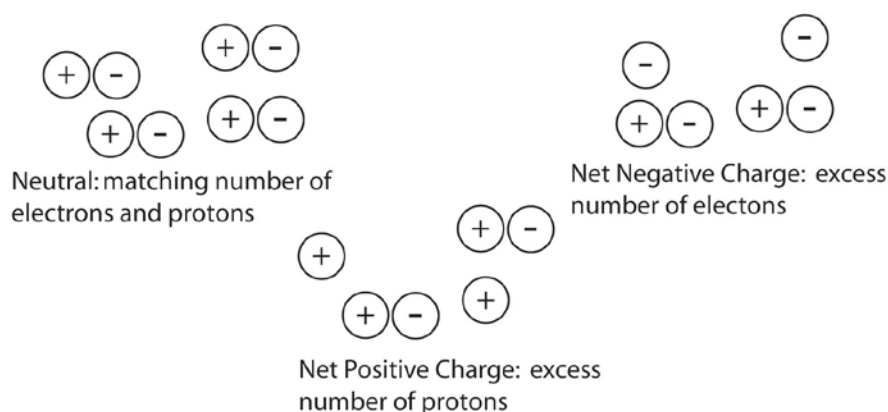 Neutral: matching number of
electrons and protons
Net Negative Charge: excess
number of electons
Net Positive Charge: excess
number of protons